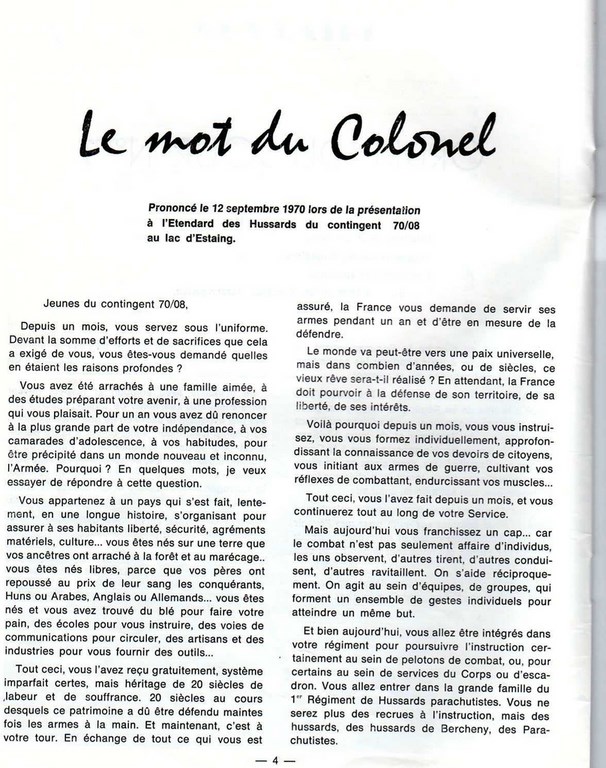 Le mot du Colonel
Prononcé le 12 septembre 1970 lors de la présentation
à l'Etendard des Hussards du contingent 70/08
au lac d'Estaing.
Jeunes du contingent 70/08,
Depuis un mois, vous servez sous l'uniforme.
Devant la somme d'efforts et de sacrifices que cela
a exigé de vous, vous êtes-vous demandé quelles
en étaient les raisons profondes ?
Vous avez été arrachés à une famille aimée, à
des études préparant votre avenir, à une profession
qui vous plaisait. Pour un an vous avez dû renoncer
à la plus grande part de votre indépendance, à vos
camarades d'adolescence, à vos habitudes, pour
être précipité dans un monde nouveau et inconnu,
l'Armée. Pourquoi ? En quelques mots, je veux
essayer de répondre à cette question.
Vous appartenez à un pays qui s'est fait, lente-
ment, en une longue histoire, s'organisant pour
assurer à ses habitants liberté, sécurité, agréments
matériels, culture... vous êtes nés sur une terre que
vos ancêtres ont arraché à la forêt et au marécage..
vous êtes nés libres, parce que vos pères ont
repoussé au prix de leur sang les conquérants,
Huns ou Arabes, Anglais ou Allemands... vous êtes
nés et vous avez trouvé du blé pour faire votre
pain, des écoles pour vous instruire, des voies de
communications pour circuler, des artisans et des
industries pour vous fournir des outils...
Tout ceci, vous l'avez reçu gratuitement, système
imparfait certes, mais héritage de 20 siècles de
labeur et de souffrance. 20 siècles au cours
desquels ce patrimoine a dû être défendu maintes
fois les armes à la main. Et maintenant, c'est à
votre tour. En échange de tout ce qui vous est
assuré, la France vous demande de servir ses
armes pendant un an et d'être en mesure de la
défendre.
Le monde va peut-être vers une paix universelle,
mais dans combien d'années, ou de siècles, ce
vieux rêve sera-t-il réalisé ? En attendant, la France
doit pourvoir à la défense de son territoire, de sa
liberté, de ses intérêts.
Voilà pourquoi depuis un mois, vous vous instrui-
sez, vous vous formez individuellement, approfon-
dissant la connaissance de vos devoirs de citoyens,
vous initiant aux armes de guerre, cultivant vos
réflexes de combattant, endurcissant vos muscles...
Tout ceci, vous l'avez fait depuis un mois, et vous
continuerez tout au long de votre Service.
Mais aujourd'hui vous franchissez un cap... car
le combat n'est pas seulement affaire d'individus,
les uns observent, d'autres tirent, d'autres condui-
sent, d'autres ravitaillent. On s'aide réciproque-
ment. On agit au sein d'équipes, de groupes, qui
forment un ensemble de gestes individuels pour
atteindre un même but.
Et bien aujourd'hui, vous allez être intégrés dans
votre régiment pour poursuivre l'instruction cer-
tainement au sein de pelotons de combat, ou, pour
certains au sein de services du Corps ou d'esca-
dron. Vous allez entrer dans la grande famille du
1er Régiment de Hussards parachutistes. Vous ne
serez plus des recrues à l'instruction, mais des
hussards, des hussards de Bercheny, des Para-
chutistes.
— 4 —